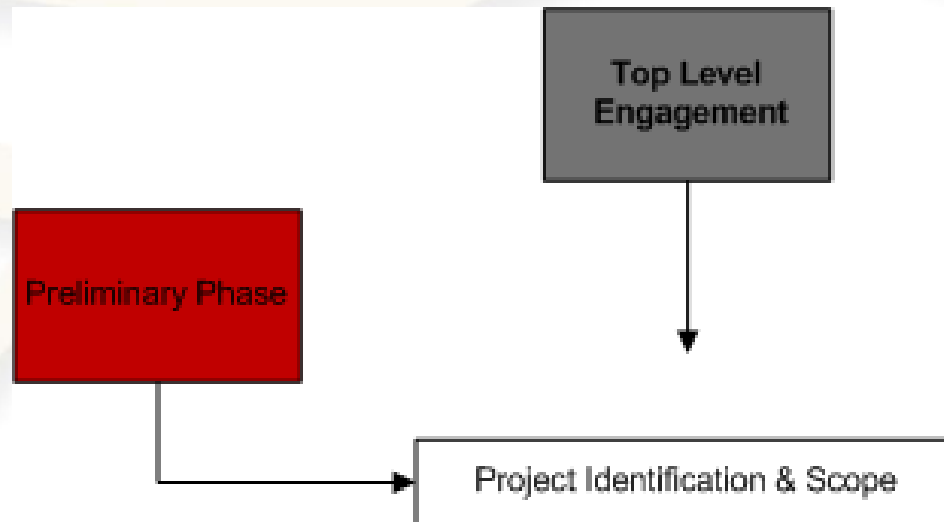 Top Level
Engagement
Preliminary Phase
Project Identification & Scope